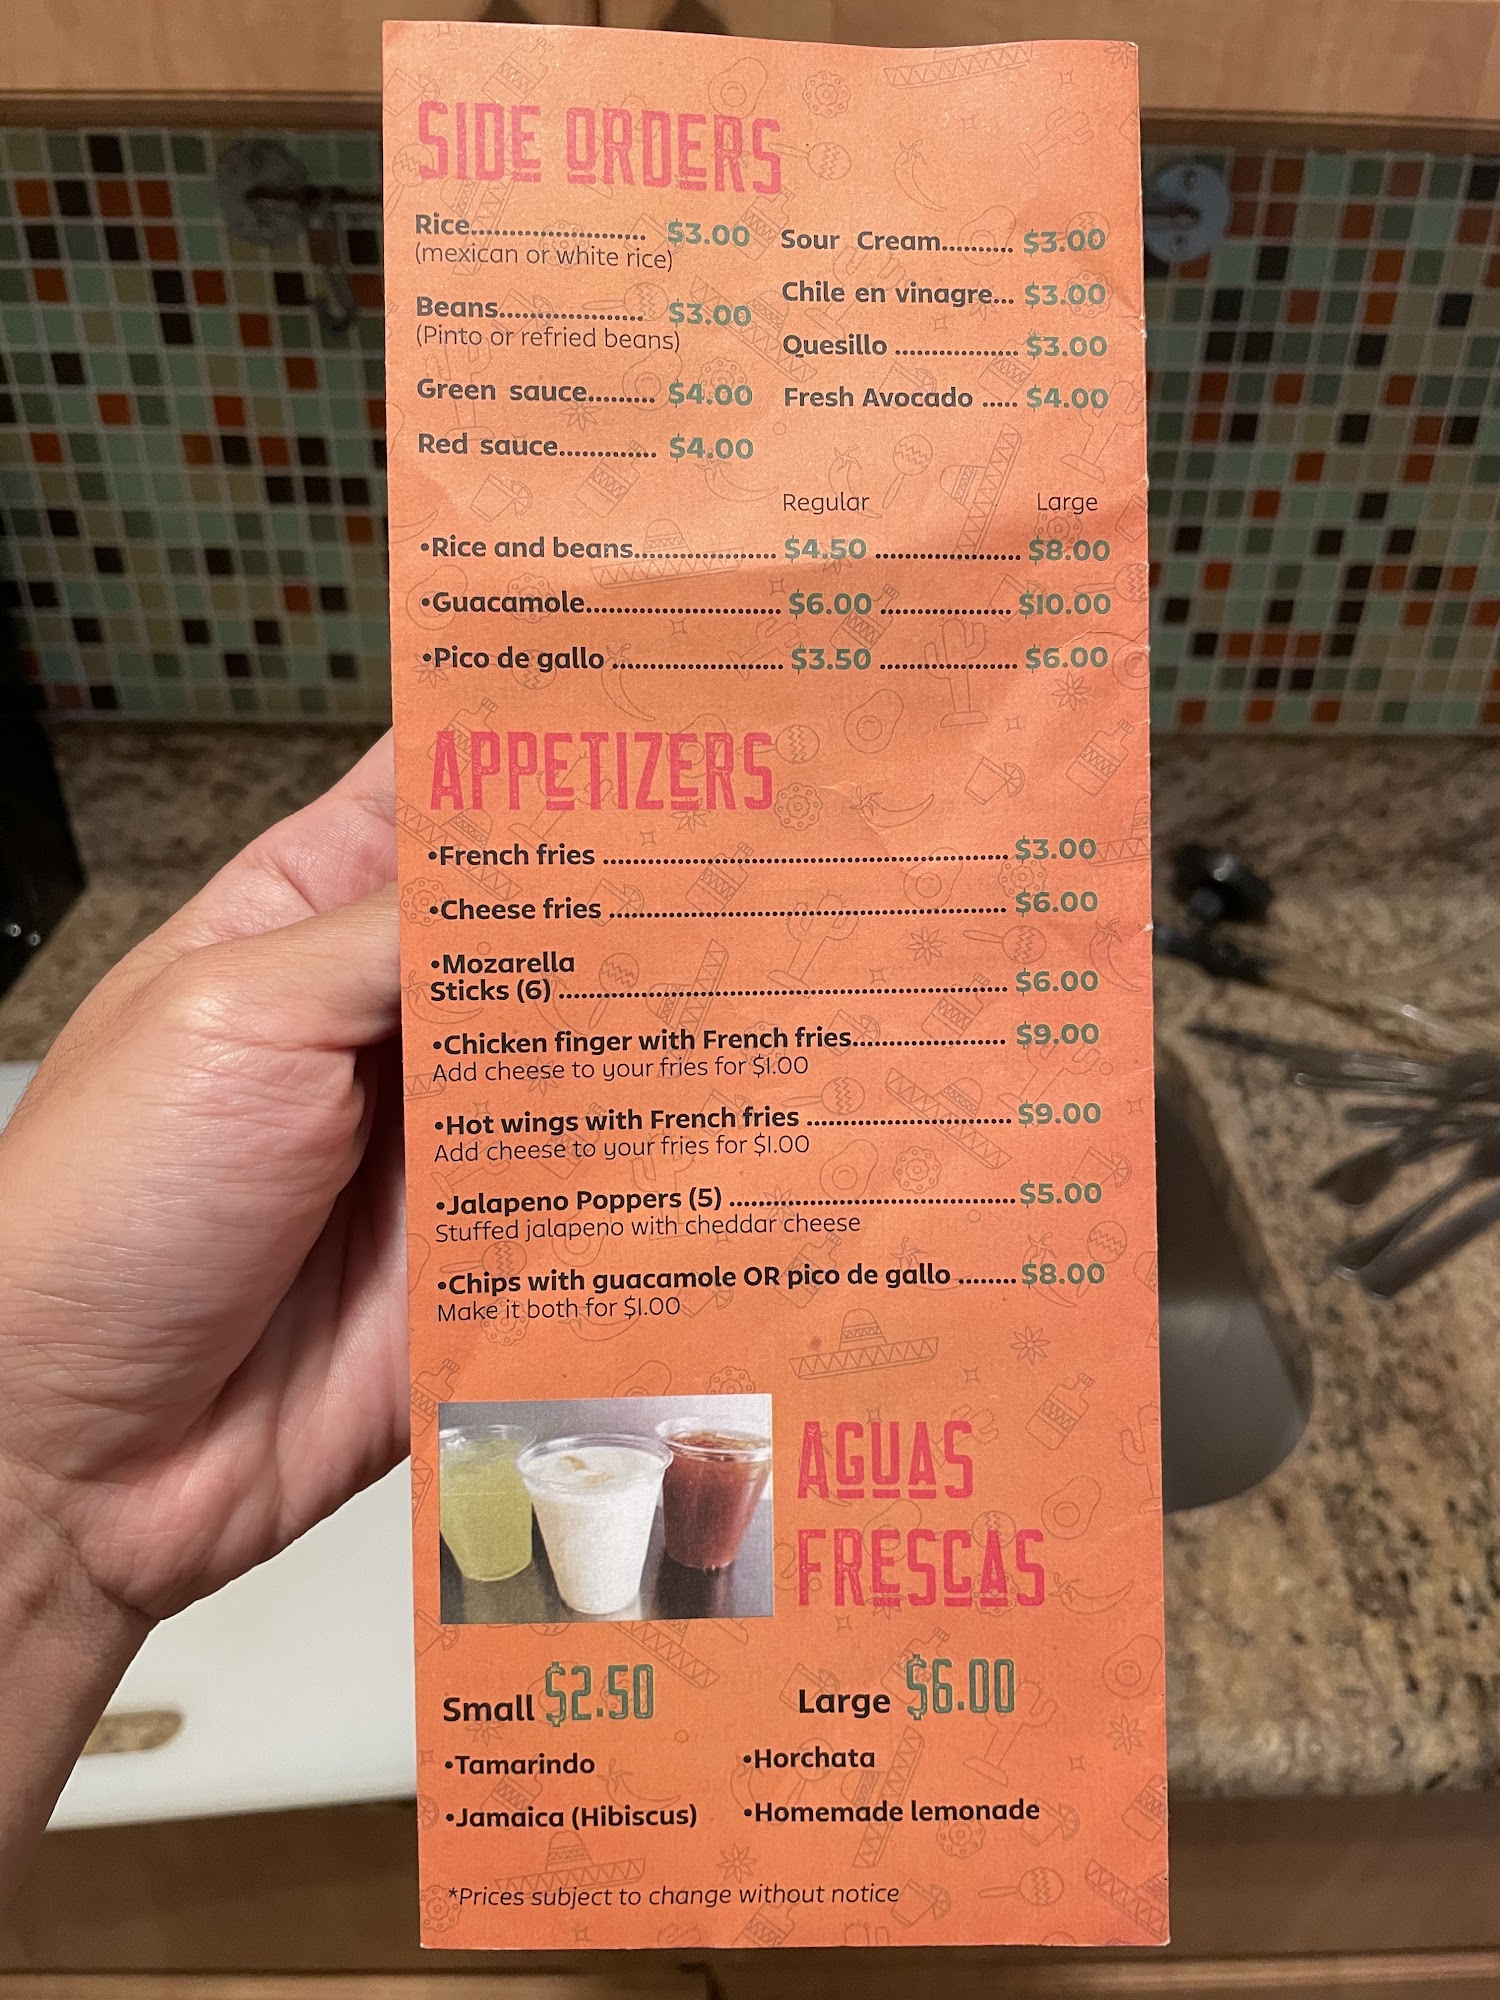 SIDE ORDERS
Rice....................... $3.00
(mexican or white rice)
Beans................... $3.00
(Pinto or refried beans)
Green sauce......... $4.00
Red sauce............. $4.00
Sour Cream.......... $3.00
Chile en vinagre... $3.00
Quesillo ................. $3.00
Fresh Avocado ..... $4.00
Regular Large
•Rice and beans................... $4.50 .................... $8.00
•Guacamole.......................... $6.00 .................. $10.00
•Pico de gallo ....................... $3.50 ................... $6.00
APPETIZERS
•French fries ....................................................... $3.00
•Cheese fries ...................................................... $6.00
•Mozarella
Sticks (6) ............................................................. $6.00
•Chicken finger with French fries..................... $9.00
Add cheese to your fries for $1.00
•Hot wings with French fries ............................ $9.00
Add cheese to your fries for $1.00
•Jalapeno Poppers (5) ....................................... $5.00
Stuffed jalapeno with cheddar cheese
•Chips with guacamole OR pico de gallo ........ $8.00
Make it both for $1.00
AGUAS
FRESCAS
Small $2.50 Large $6.00
•Tamarindo •Horchata
•Jamaica (Hibiscus) •Homemade lemonade
*Prices subject to change without notice